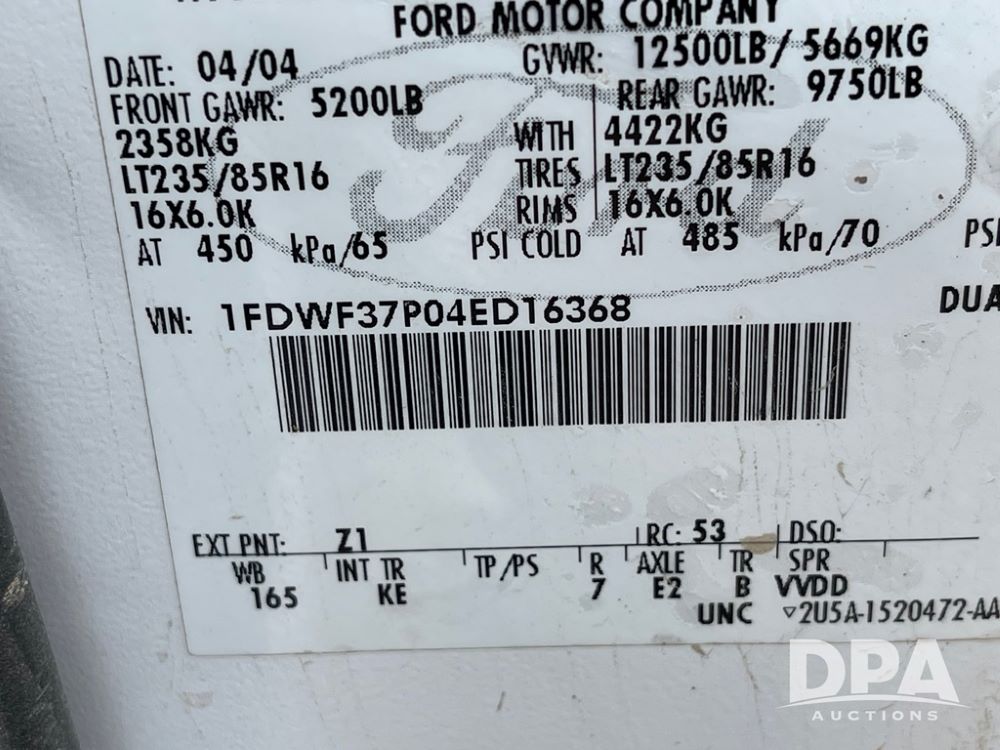 FORD MOTOR COMPANY
DATE: 04/04 GVWR: 12500LB/5669KG
FRONT GAWR: 5200LB REAR GAWR: 9750LB
2358KG WITH 4422KG
LT235/85R16 TIRES LT235/85R16
16X6.0K RIMS 16X6.0K
AT 450 kPa/65 PSI COLD AT 485 kPa/70 PSI
VIN: 1FDWF37P04ED16368
EXT PNT: Z1 RC: 53 DSO:
WB INT TR TP/PS R AXLE TR SPR
165 KE 7 E2 B VVDD
UNC ▽2U5A-1520472-AA
Ford
DPA
AUCTIONS